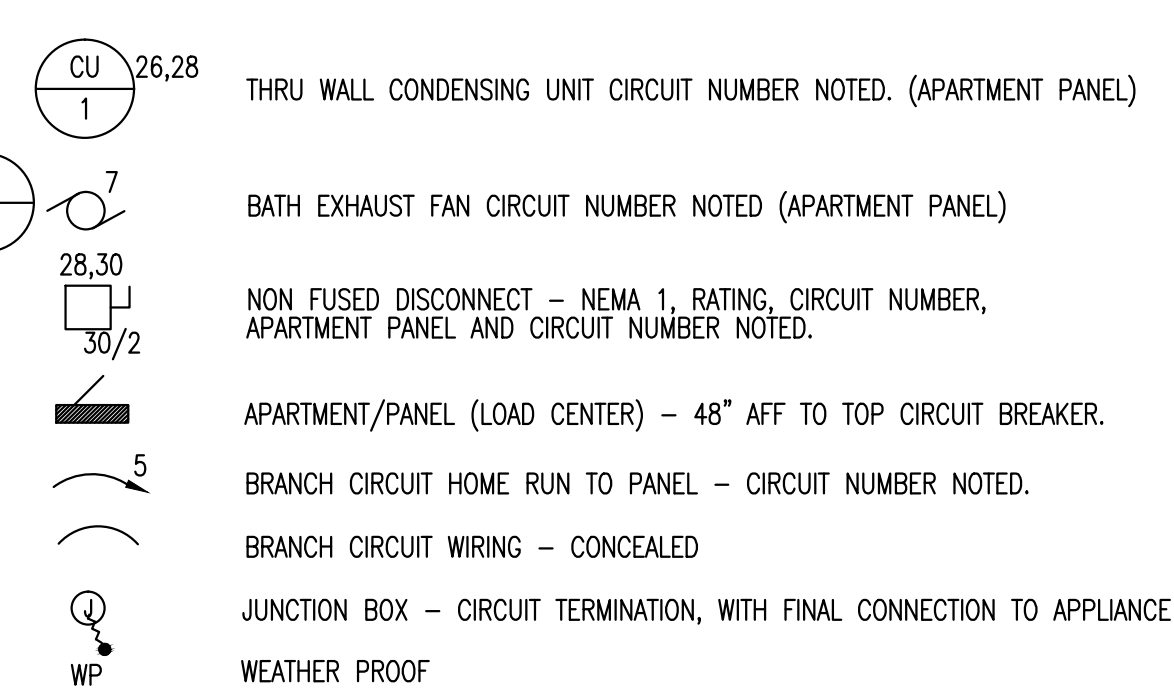 CU 26,28
1
THRU WALL CONDENSING UNIT CIRCUIT NUMBER NOTED. (APARTMENT PANEL)
7
BATH EXHAUST FAN CIRCUIT NUMBER NOTED (APARTMENT PANEL)
28,30
30/2
NON FUSED DISCONNECT – NEMA 1, RATING, CIRCUIT NUMBER,
APARTMENT PANEL AND CIRCUIT NUMBER NOTED.
APARTMENT/PANEL (LOAD CENTER) – 48" AFF TO TOP CIRCUIT BREAKER.
5
BRANCH CIRCUIT HOME RUN TO PANEL – CIRCUIT NUMBER NOTED.
BRANCH CIRCUIT WIRING – CONCEALED
J
JUNCTION BOX – CIRCUIT TERMINATION, WITH FINAL CONNECTION TO APPLIANCE
WP WEATHER PROOF